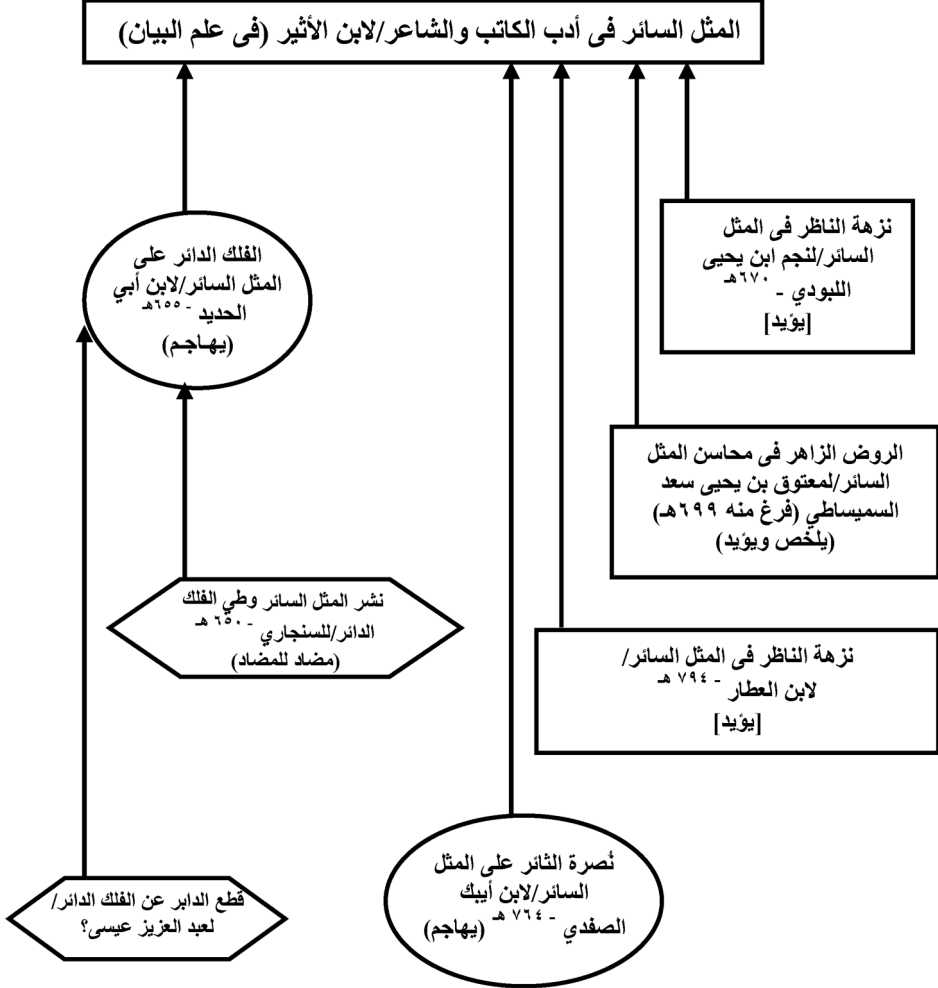 المثل السائر فى أدب الكاتب والشاعر/لابن الأثير (فى علم البيان)
نزهة الناظر فى المثل
السائر/لنجم ابن يحيى
اللبودي - ٦٧٠هـ
[يؤيد]
الفلك الدائر على
المثل السائر/لابن أبي
الحديد - ٦٥٥هـ
(يهاجم)
الروض الزاهر فى محاسن المثل
السائر/لمعتوق بن يحيى سعد
السميساطي (فرغ منه ٦٩٩هـ)
(يلخص ويؤيد)
نشر المثل السائر وطي الفلك
الدائر/للسنجاري - ٦٥٠ هـ
(مضاد للمضاد)
نزهة الناظر فى المثل السائر/
لابن العطار - ٧٩٤ هـ
[يؤيد]
نُصرة الثائر على المثل
السائر/لابن أيبك
الصفدي - ٧٦٤ هـ (يهاجم)
قطع الدابر عن الفلك الدائر/
لعبد العزيز عيسى؟